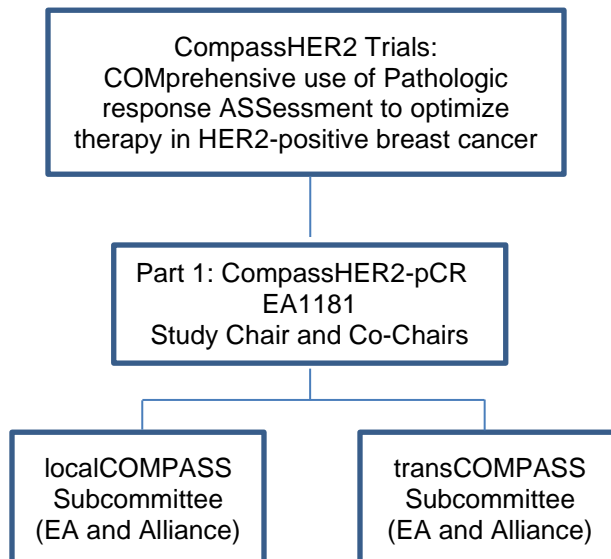 CompassHER2 Trials:
COMprehensive use of Pathologic
response ASSessment to optimize
therapy in HER2-positive breast cancer
Part 1: CompassHER2-pCR
EA1181
Study Chair and Co-Chairs
localCOMPASS
Subcommittee
(EA and Alliance)
transCOMPASS
Subcommittee
(EA and Alliance)